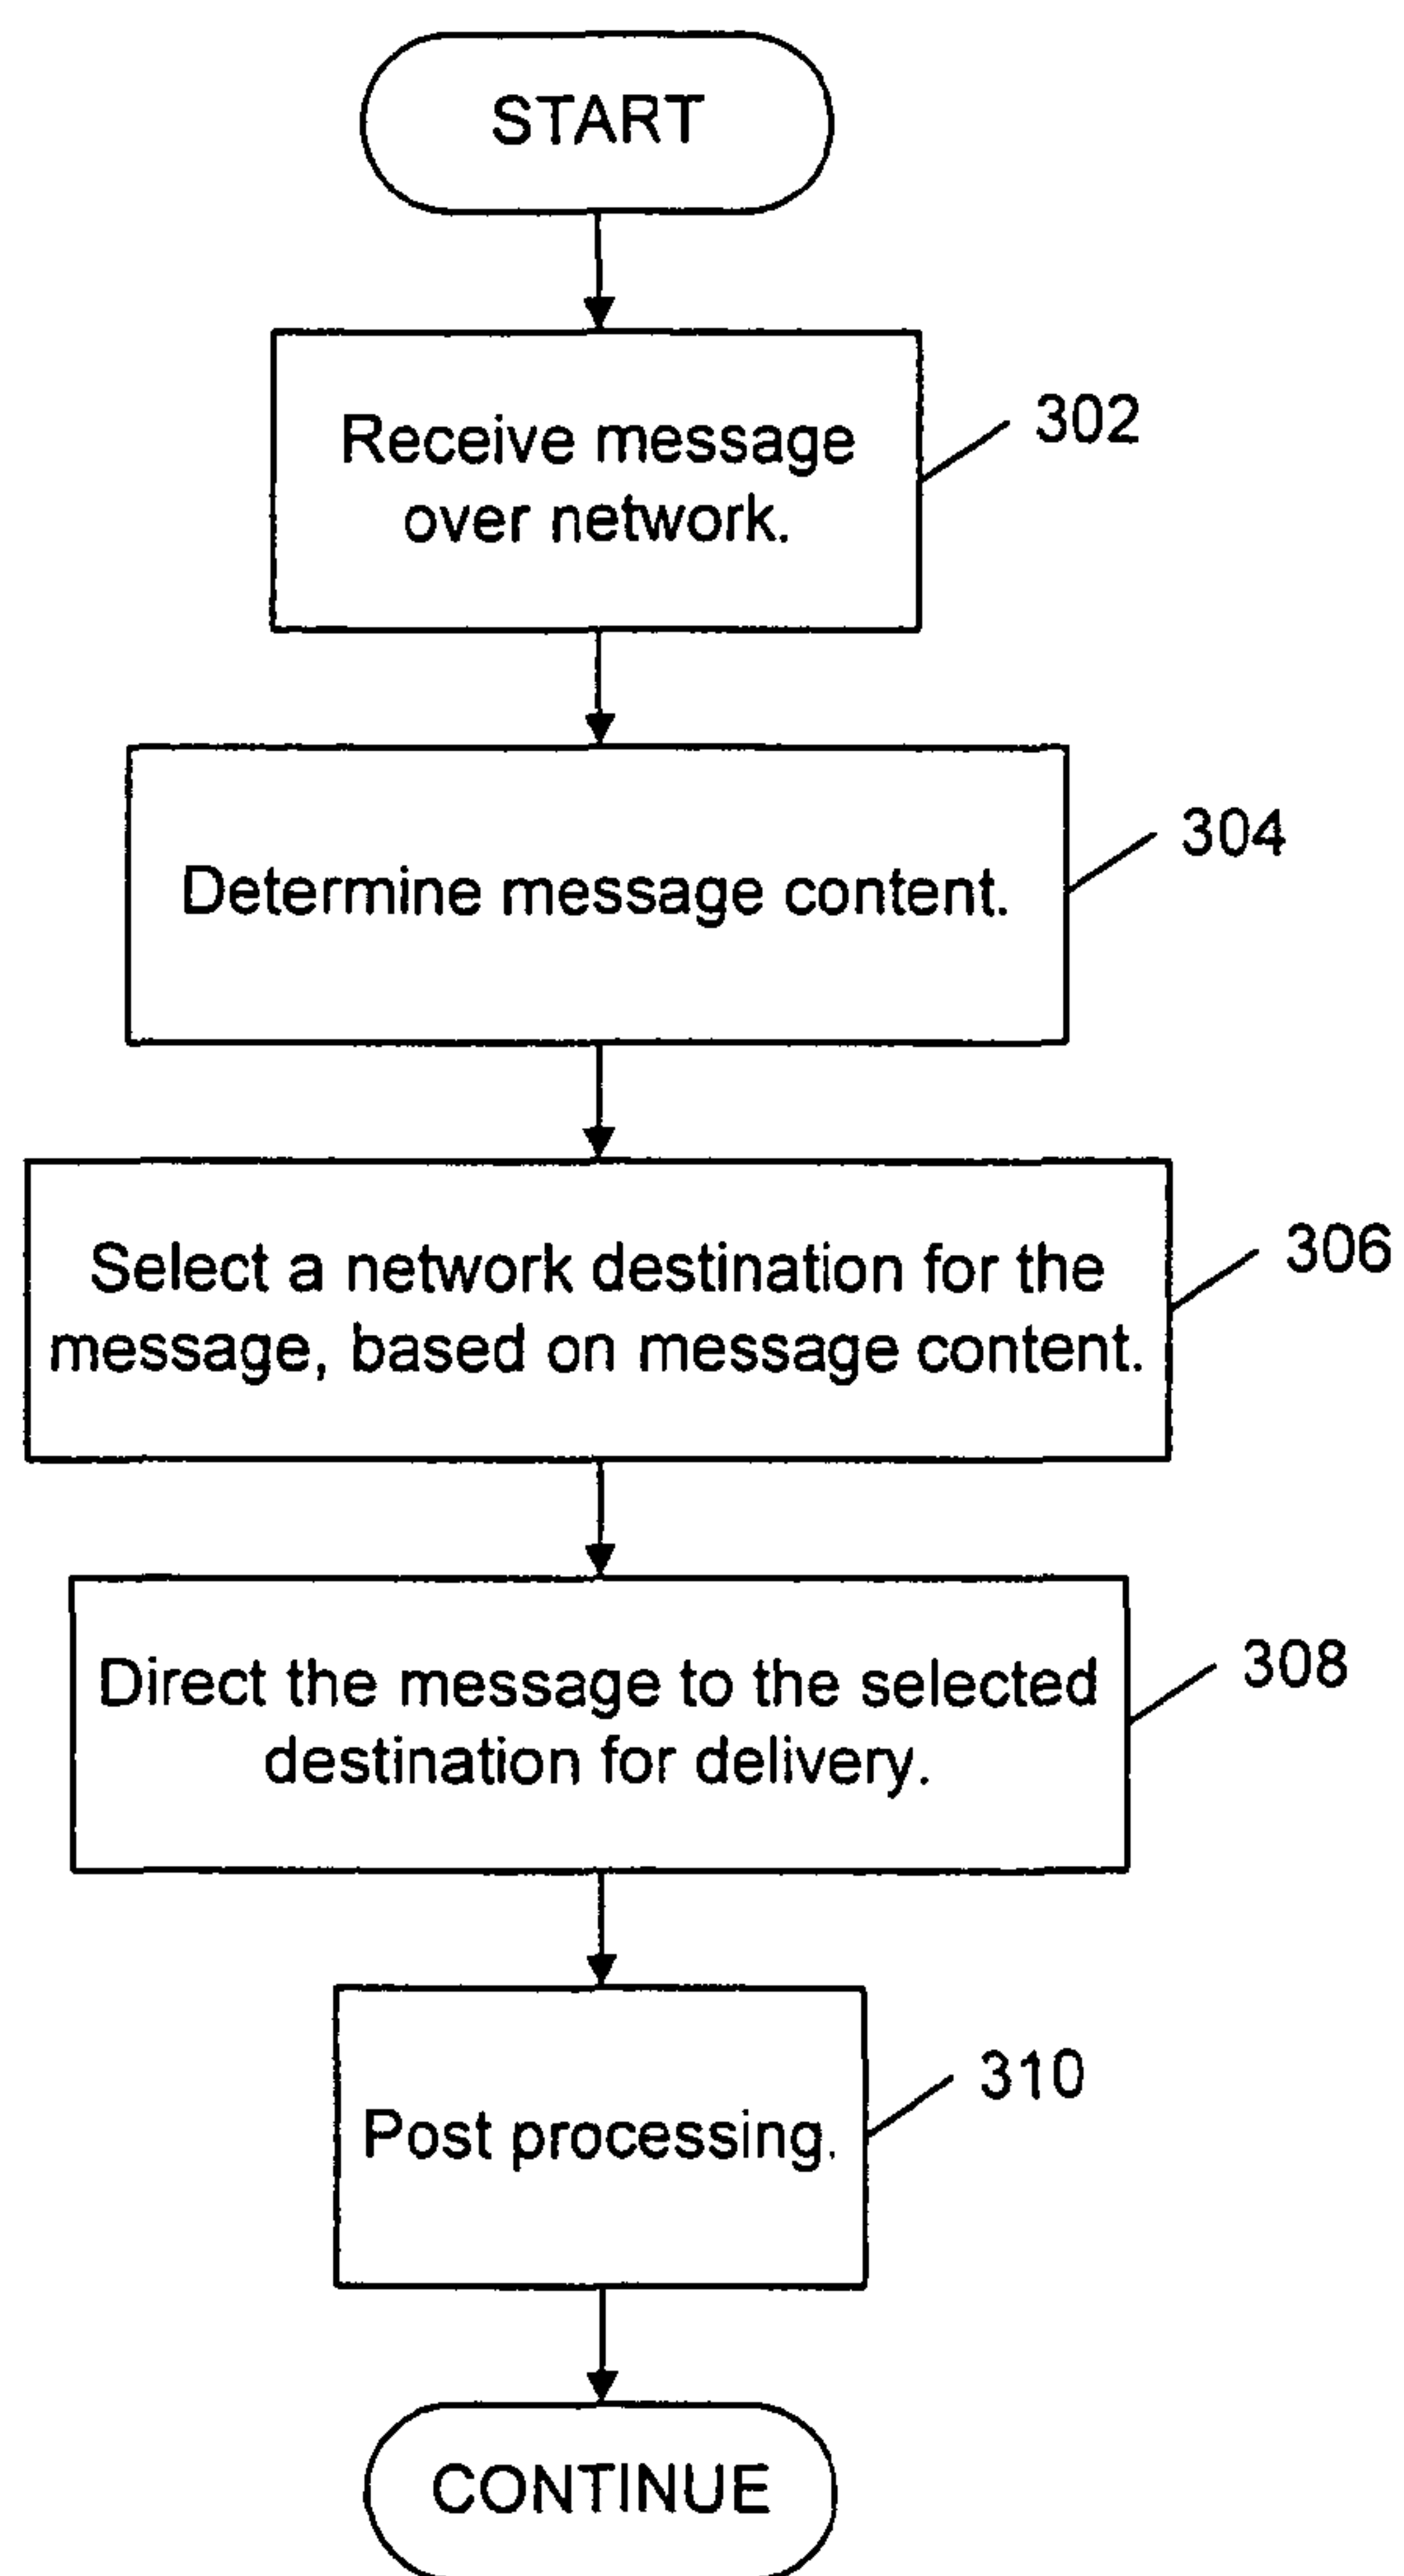 START
Receive message
over network.
302
Determine message content.
304
Select a network destination for the
message, based on message content.
306
Direct the message to the selected
destination for delivery.
308
Post processing.
310
CONTINUE